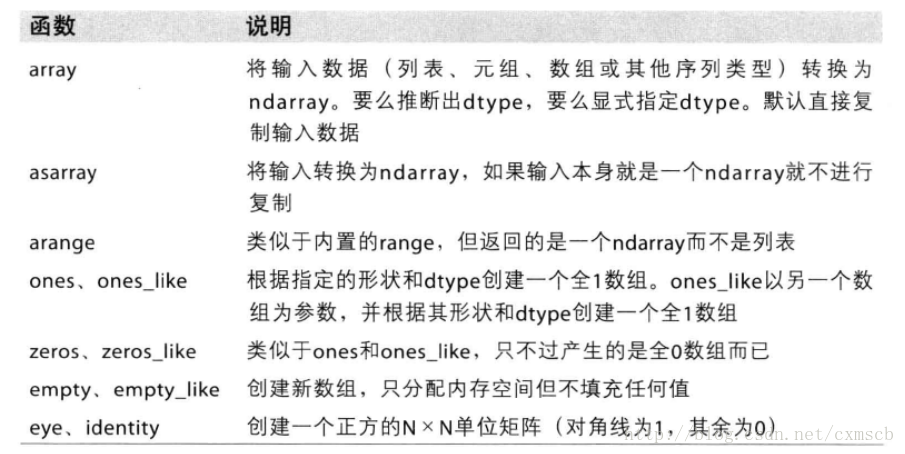 函数 说明
array 将输入数据（列表、元组、数组或其他序列类型）转换为
ndarray。要么推断出dtype，要么显式指定dtype。默认直接复
制输入数据
asarray 将输入转换为ndarray，如果输入本身就是一个ndarray就不进行
复制
arange 类似于内置的range，但返回的是一个ndarray而不是列表
ones、ones_like 根据指定的形状和dtype创建一个全1数组。ones_like以另一个数
组为参数，并根据其形状和dtype创建一个全1数组
zeros、zeros_like 类似于ones和ones_like，只不过产生的是全0数组而已
empty、empty_like 创建新数组，只分配内存空间但不填充任何值
eye、identity 创建一个正方的N×N单位矩阵（对角线为1，其余为0）
http://blog.csdn.net/cxmscb